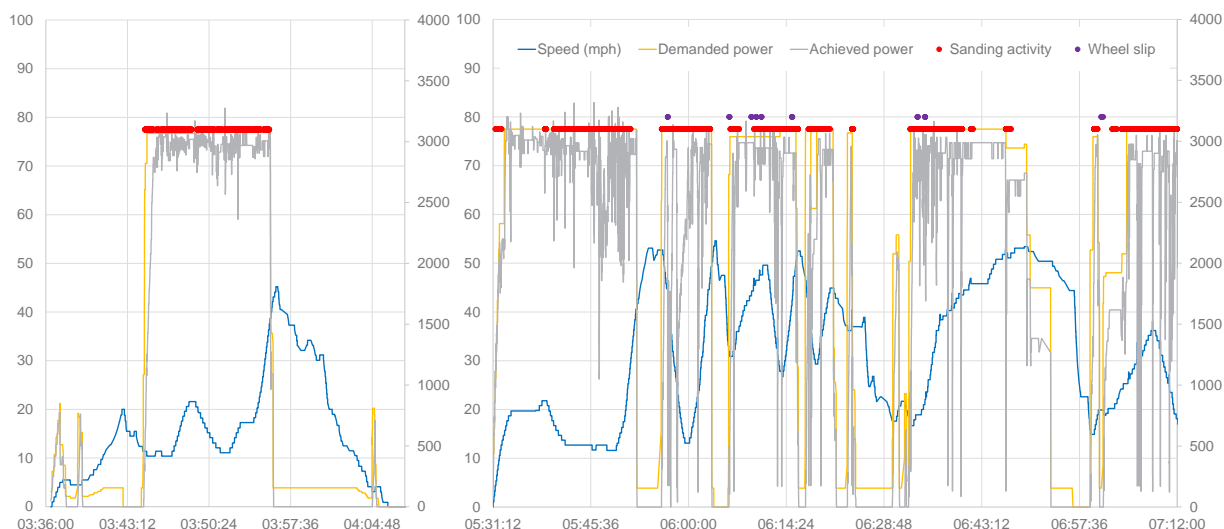 100 4000 100 4000
90 3500 90 Speed (mph) Demanded power Achieved power Sanding activity Wheel slip 3500
80 3000 80 3000
70 70
60 2500 60 2500
50 2000 50 2000
40 1500 40 1500
30 30
20 1000 20 1000
10 500 10 500
0 0 0 0
03:36:00 03:43:12 03:50:24 03:57:36 04:04:48 05:31:12 05:45:36 06:00:00 06:14:24 06:28:48 06:43:12 06:57:36 07:12:00